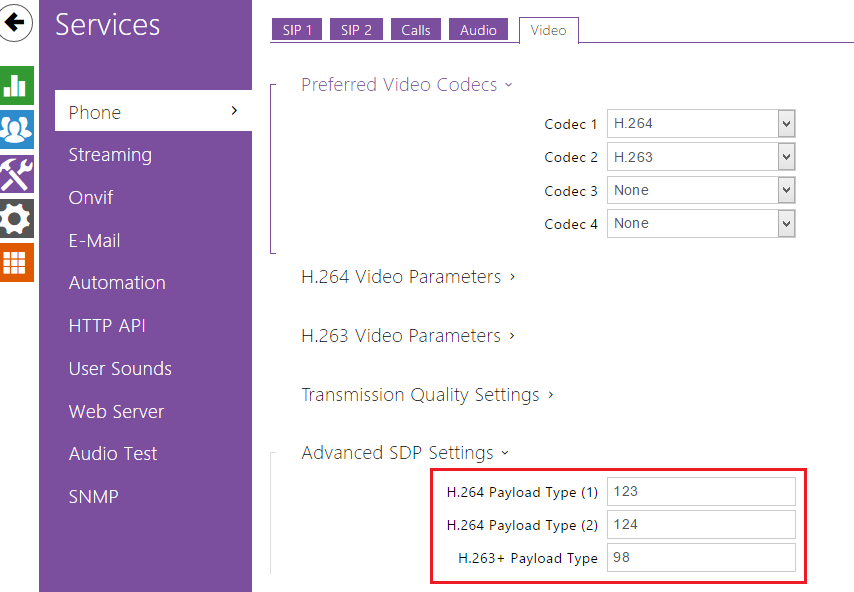 Services
Phone
Streaming
Onvif
E-Mail
Automation
HTTP API
User Sounds
Web Server
Audio Test
SNMP
SIP 1 SIP 2 Calls Audio Video
Preferred Video Codecs
Codec 1 H.264
Codec 2 H.263
Codec 3 None
Codec 4 None
H.264 Video Parameters
H.263 Video Parameters
Transmission Quality Settings
Advanced SDP Settings
H.264 Payload Type (1) 123
H.264 Payload Type (2) 124
H.263+ Payload Type 98